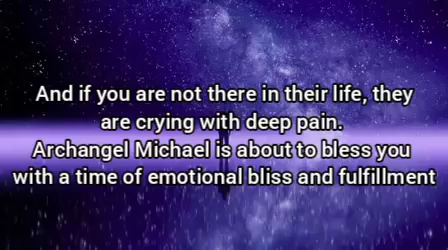 And if you are not there in their life, they
are crying with deep pain.
Archangel Michael is about to bless you
with a time of emotional bliss and fulfillment